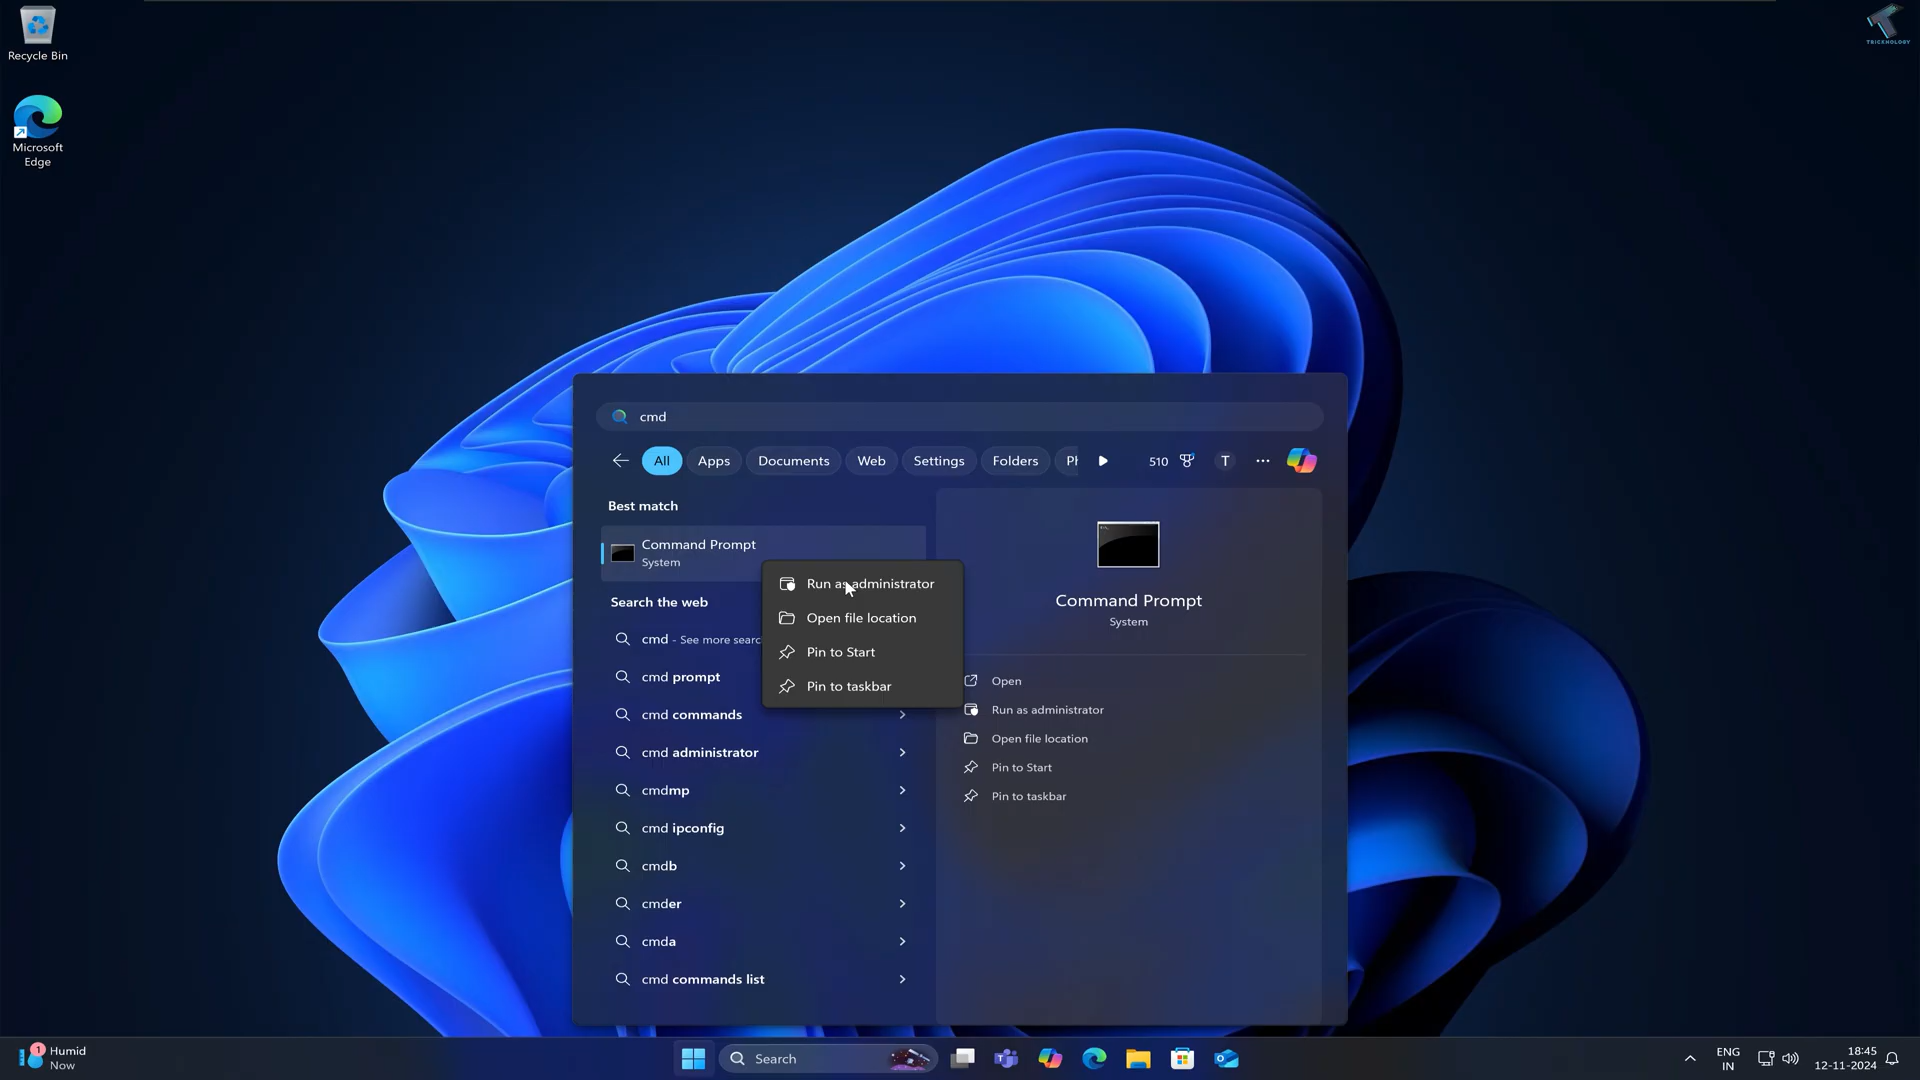 Recycle Bin
Microsoft
Edge
TRICKNOLOGY
cmd
All
Apps
Documents
Web
Settings
Folders
510
T
Best match
Command Prompt
System
Run as administrator
Open file location
Pin to Start
Pin to taskbar
Search the web
cmd - See more
cmd prompt
cmd commands
cmd administrator
cmdmp
cmd ipconfig
cmdb
cmder
cmda
cmd commands list
Command Prompt
System
Open
Run as administrator
Open file location
Pin to Start
Pin to taskbar
1
Humid
Now
Search
ENG
IN
18:45
12-11-2024